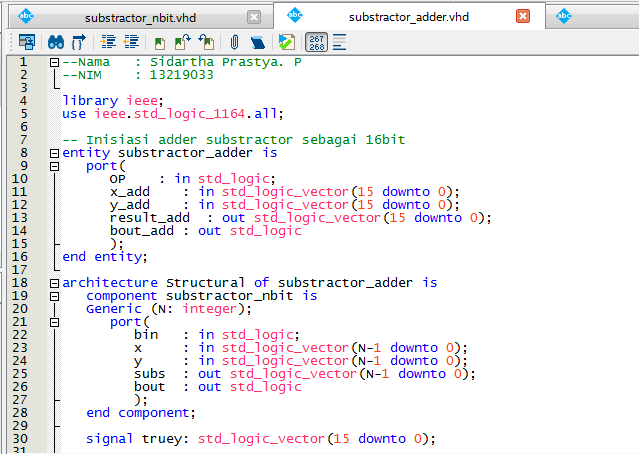 substractor_nbit.vhd substractor_adder.vhd
267
268
1 --Nama   : Sidartha Prastya. P
2 --NIM    : 13219033
3
4 library ieee;
5 use ieee.std_logic_1164.all;
6
7 -- Inisiasi adder substractor sebagai 16bit
8 entity substractor_adder is
9    port(
10       OP    : in std_logic;
11       x_add    : in std_logic_vector(15 downto 0);
12       y_add    : in std_logic_vector(15 downto 0);
13       result_add  : out std_logic_vector(15 downto 0);
14       bout_add : out std_logic
15       );
16 end entity;
17
18 architecture Structural of substractor_adder is
19    component substractor_nbit is
20    Generic (N: integer);
21       port(
22          bin   : in std_logic;
23          x     : in std_logic_vector(N-1 downto 0);
24          y     : in std_logic_vector(N-1 downto 0);
25          subs  : out std_logic_vector(N-1 downto 0);
26          bout  : out std_logic
27          );
28    end component;
29
30    signal truey: std_logic_vector(15 downto 0);
31